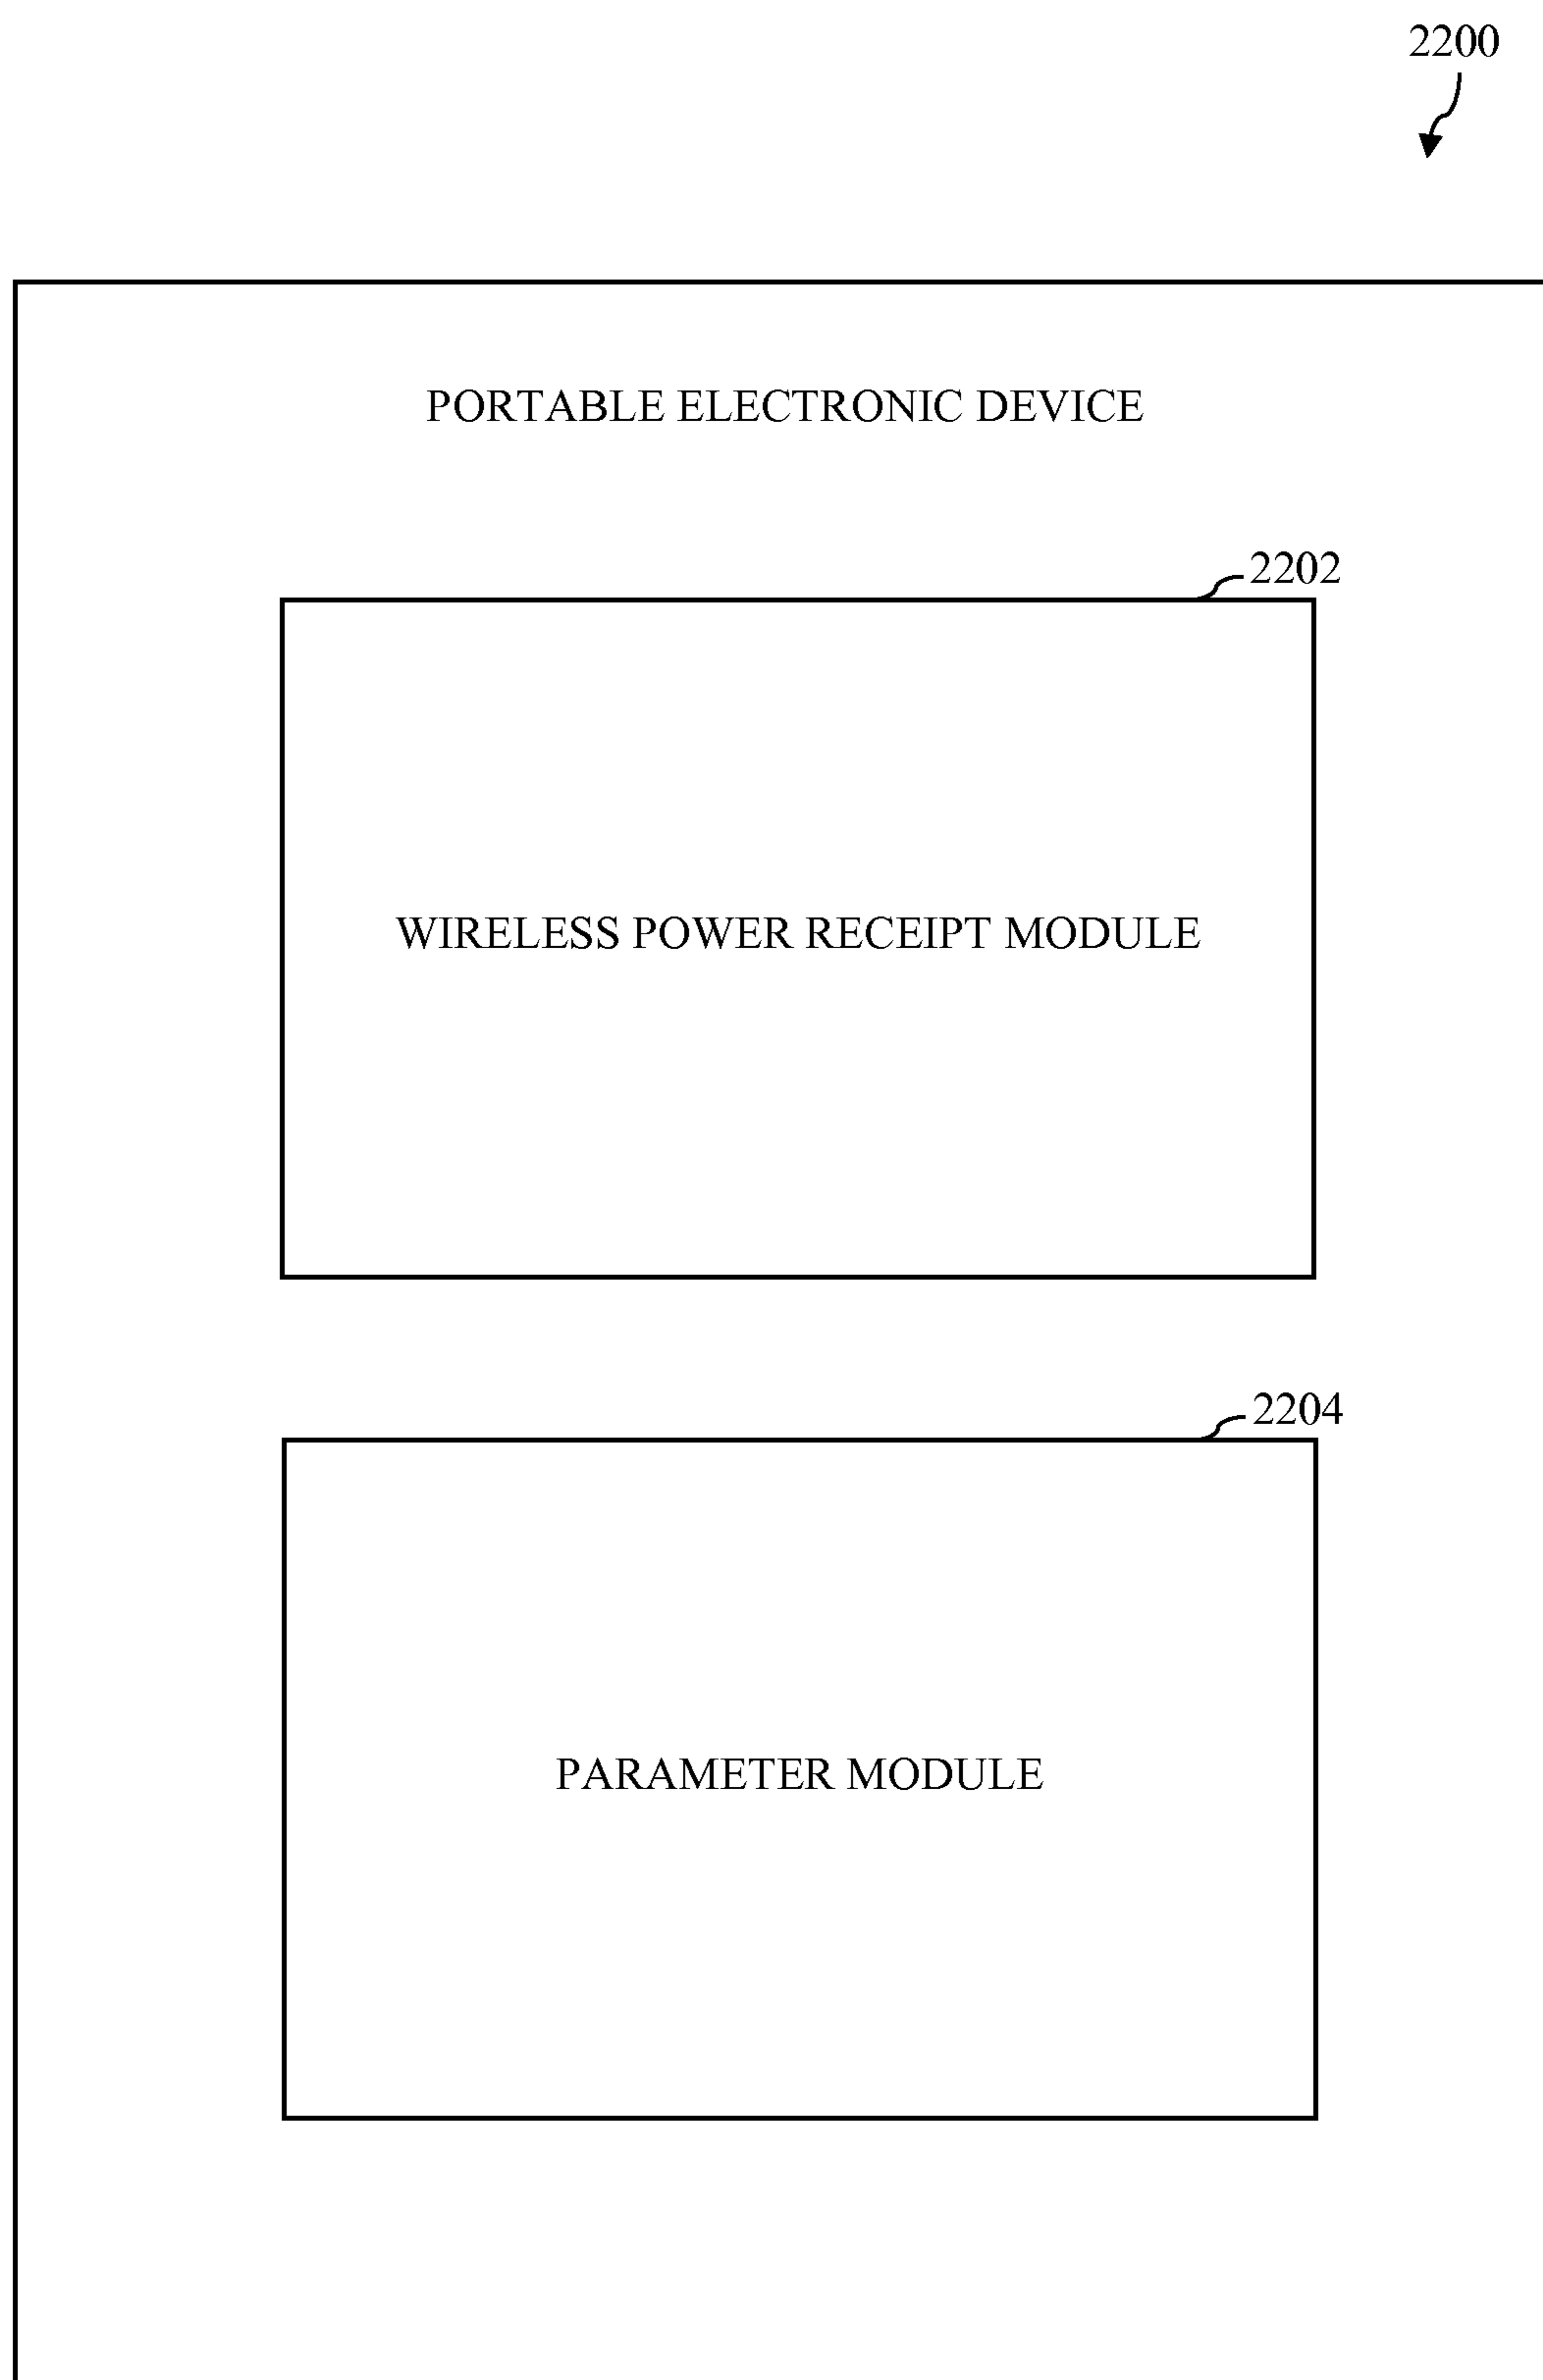 2200
PORTABLE ELECTRONIC DEVICE
2202
WIRELESS POWER RECEIPT MODULE
2204
PARAMETER MODULE